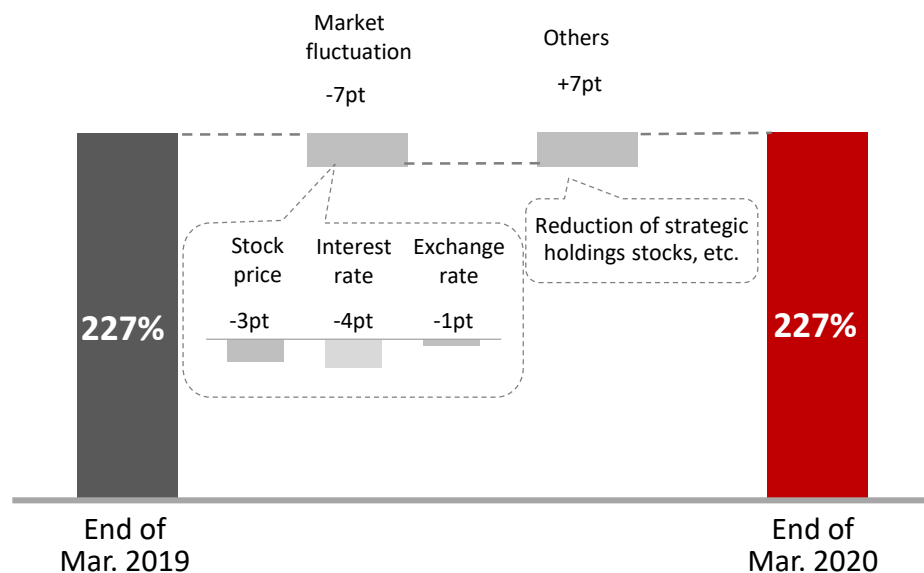 Market
fluctuation
-7pt
Others
+7pt
Stock
price
-3pt
Interest
rate
-4pt
Exchange
rate
-1pt
Reduction of strategic
holdings stocks, etc.
227%
227%
End of
Mar. 2019
End of
Mar. 2020